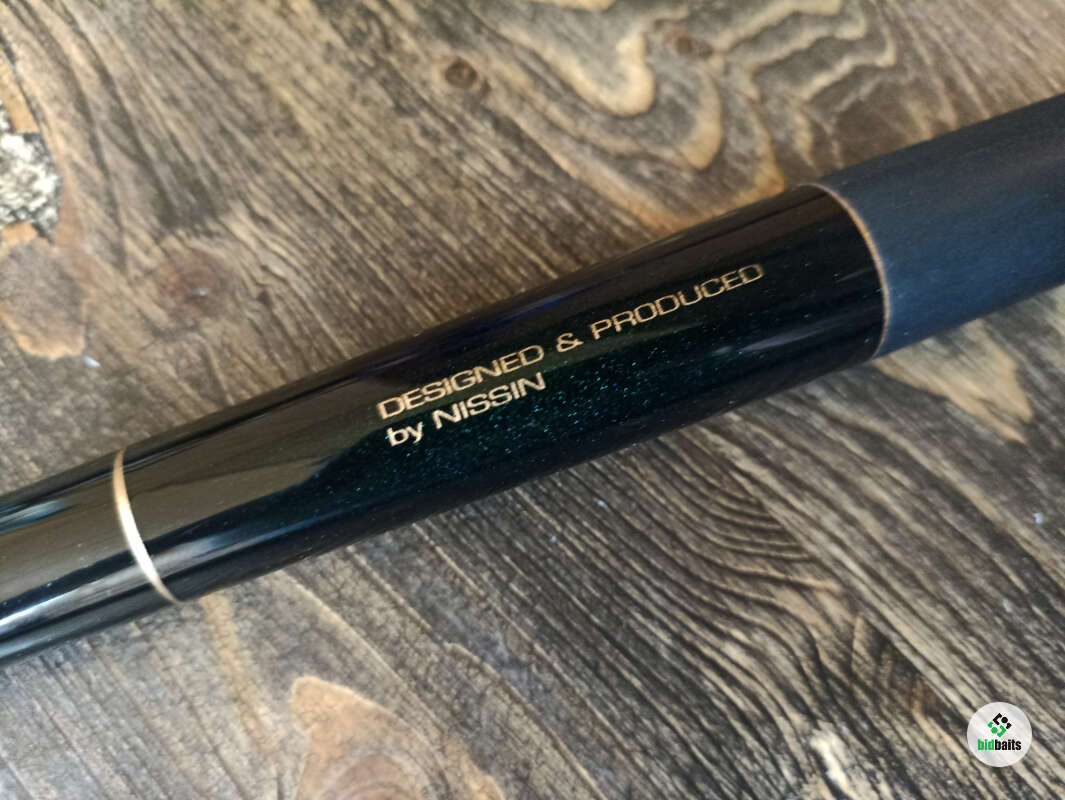 DESIGNED & PRODUCED
by NISSIN
bidbaits